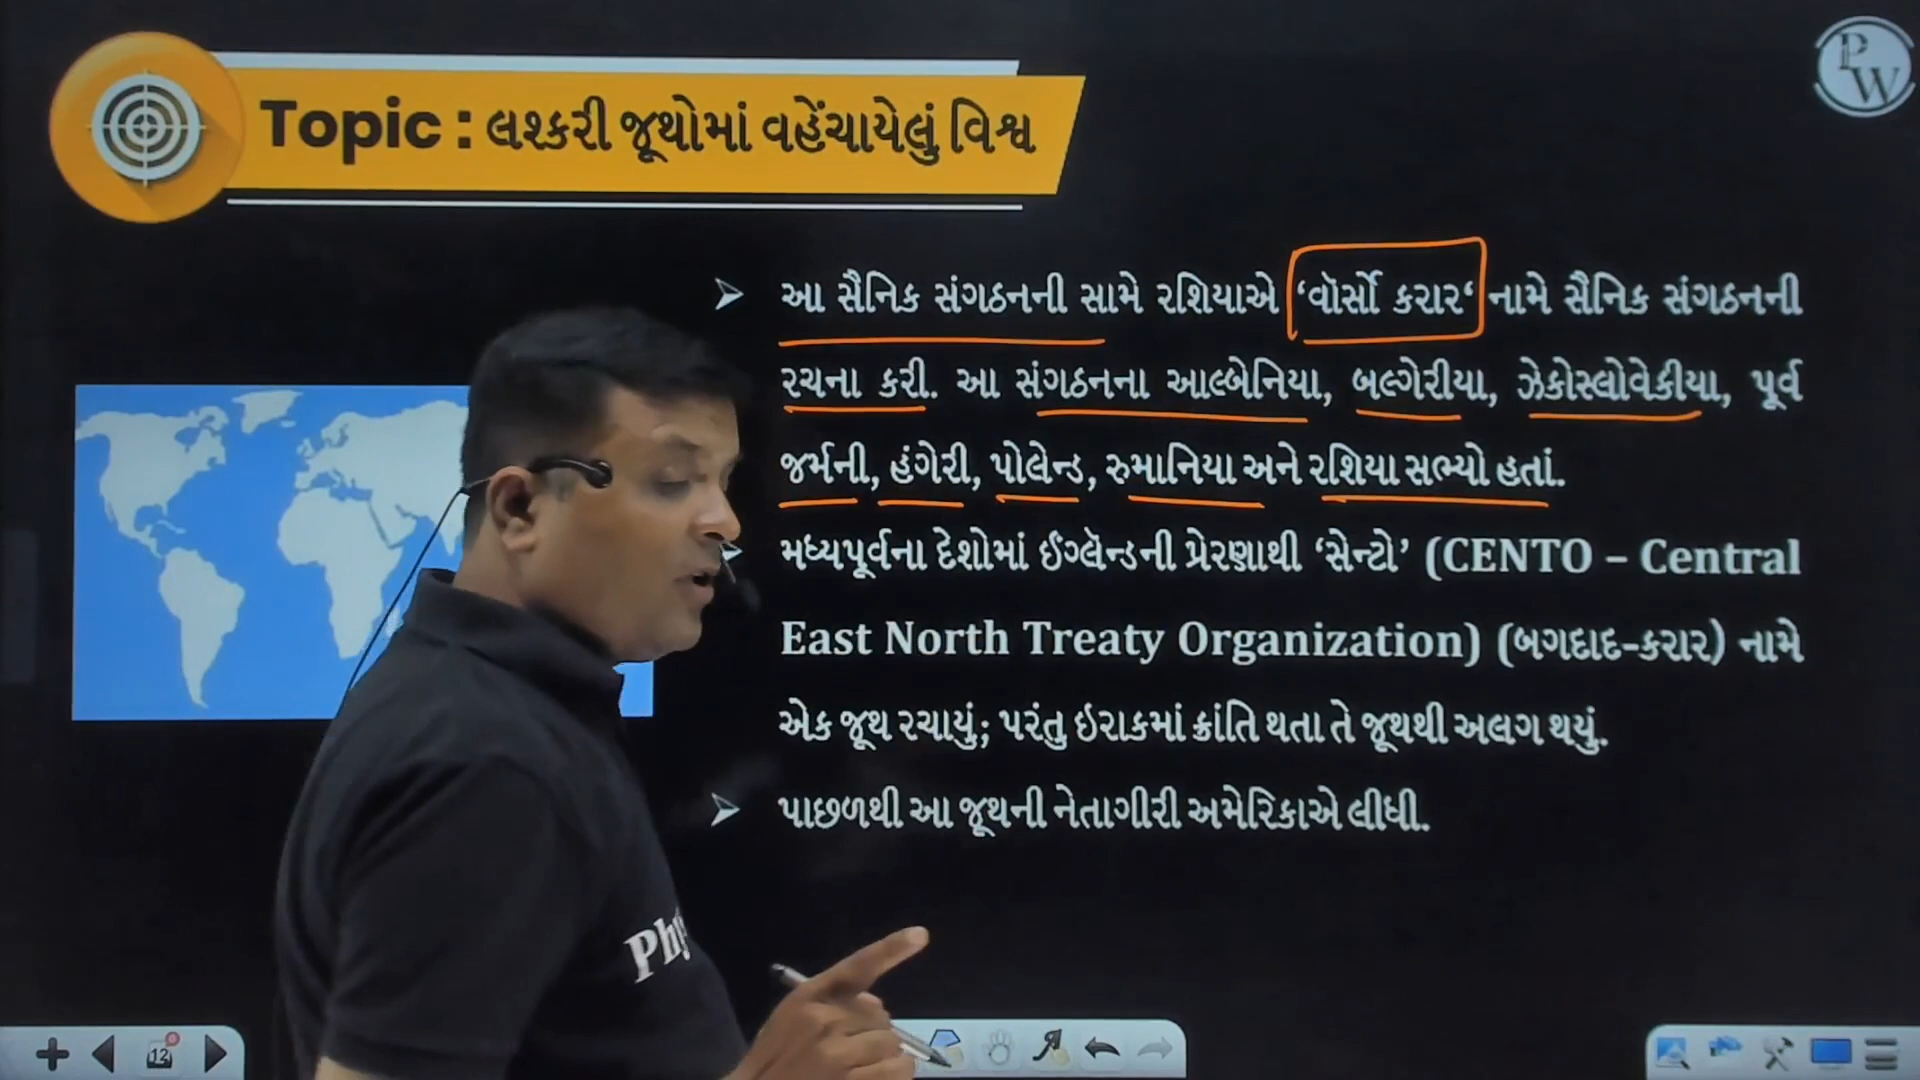 Topic : લશ્કરી જૂથોમાં વહેંચાયેલું વિશ્વ
PW
આ સૈનિક સંગઠનની સામે રશિયાએ ‘વૉર્સો કરાર‘ નામે સૈનિક સંગઠનની
રચના કરી. આ સંગઠનના આલ્બેનિયા, બલ્ગેરીયા, ઝેકોસ્લોવેકીયા, પૂર્વ
જર્મની, હંગેરી, પોલેન્ડ, રુમાનિયા અને રશિયા સભ્યો હતાં.
મધ્યપૂર્વના દેશોમાં ઈંગ્લૅન્ડની પ્રેરણાથી ‘સેન્ટો’ (CENTO – Central
East North Treaty Organization) (બગદાદ-કરાર) નામે
એક જૂથ રચાયું; પરંતુ ઇરાકમાં ક્રાંતિ થતા તે જૂથથી અલગ થયું.
પાછળથી આ જૂથની નેતાગીરી અમેરિકાએ લીધી.
12